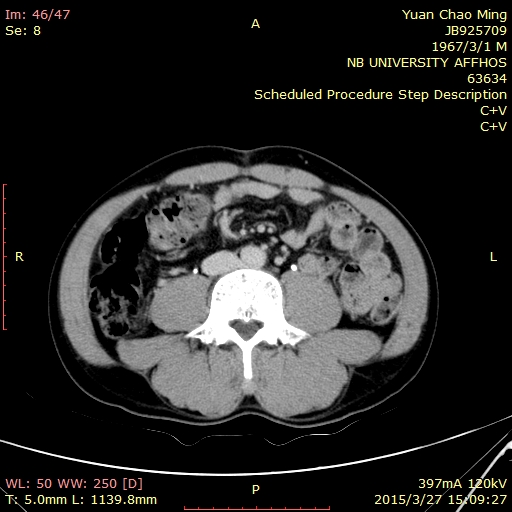 Im: 46/47
Se: 8
A
Yuan Chao Ming
JB925709
1967/3/1 M
NB UNIVERSITY AFFHOS
63634
Scheduled Procedure Step Description
C+V
C+V
R
L
WL: 50 WW: 250 [D]
T: 5.0mm L: 1139.8mm
P
397mA 120kV
2015/3/27 15:09:27